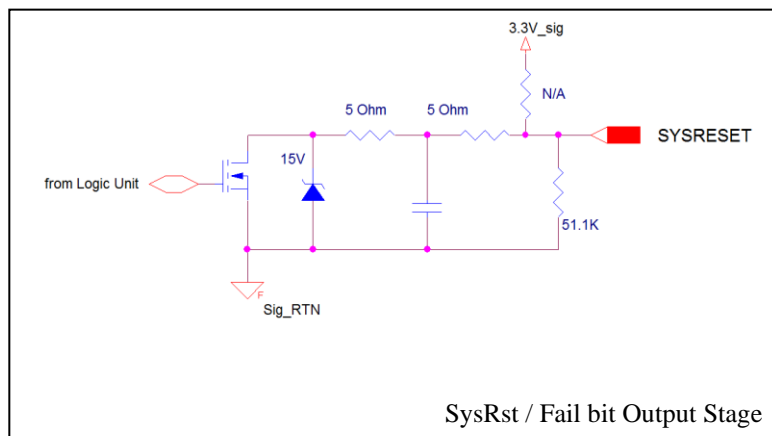 3.3V_sig
N/A
5 Ohm
5 Ohm
SYSRESET
15V
from Logic Unit
51.1K
F
Sig_RTN
SysRst / Fail bit Output Stage